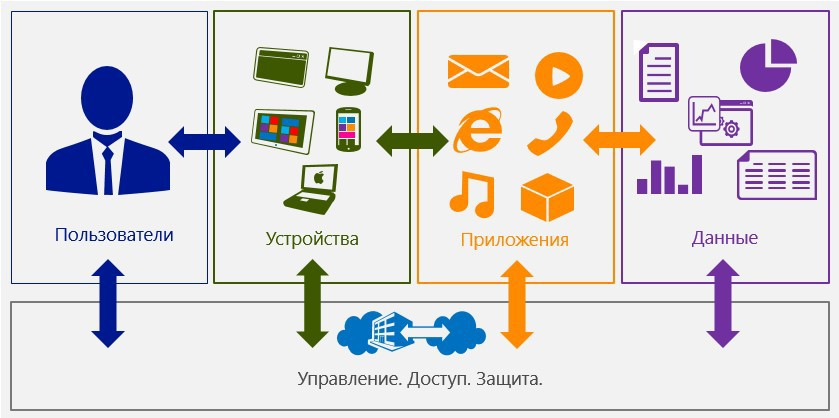 Пользователи
Устройства
Приложения
Данные
Управление. Доступ. Защита.